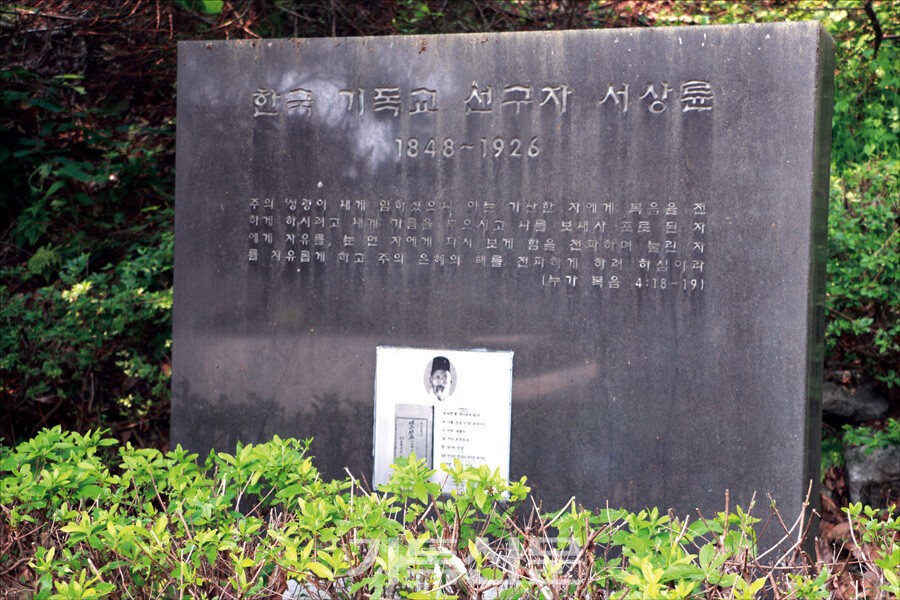 한국 기독교 선구자 서상륜
1848~1926
주의 성령이 내게 임하셨으니 이는 가난한 자에게 복음을 전
하게 하시려고 내게 기름을 부으시고 나를 보내사 포로 된 자
에게 자유를, 눈 먼 자에게 다시 보게 함을 전파하며 눌린 자
를 자유롭게 하고 주의 은혜의 해를 전파하게 하려 하심이라
(누가 복음 4:18~19)
기독신문